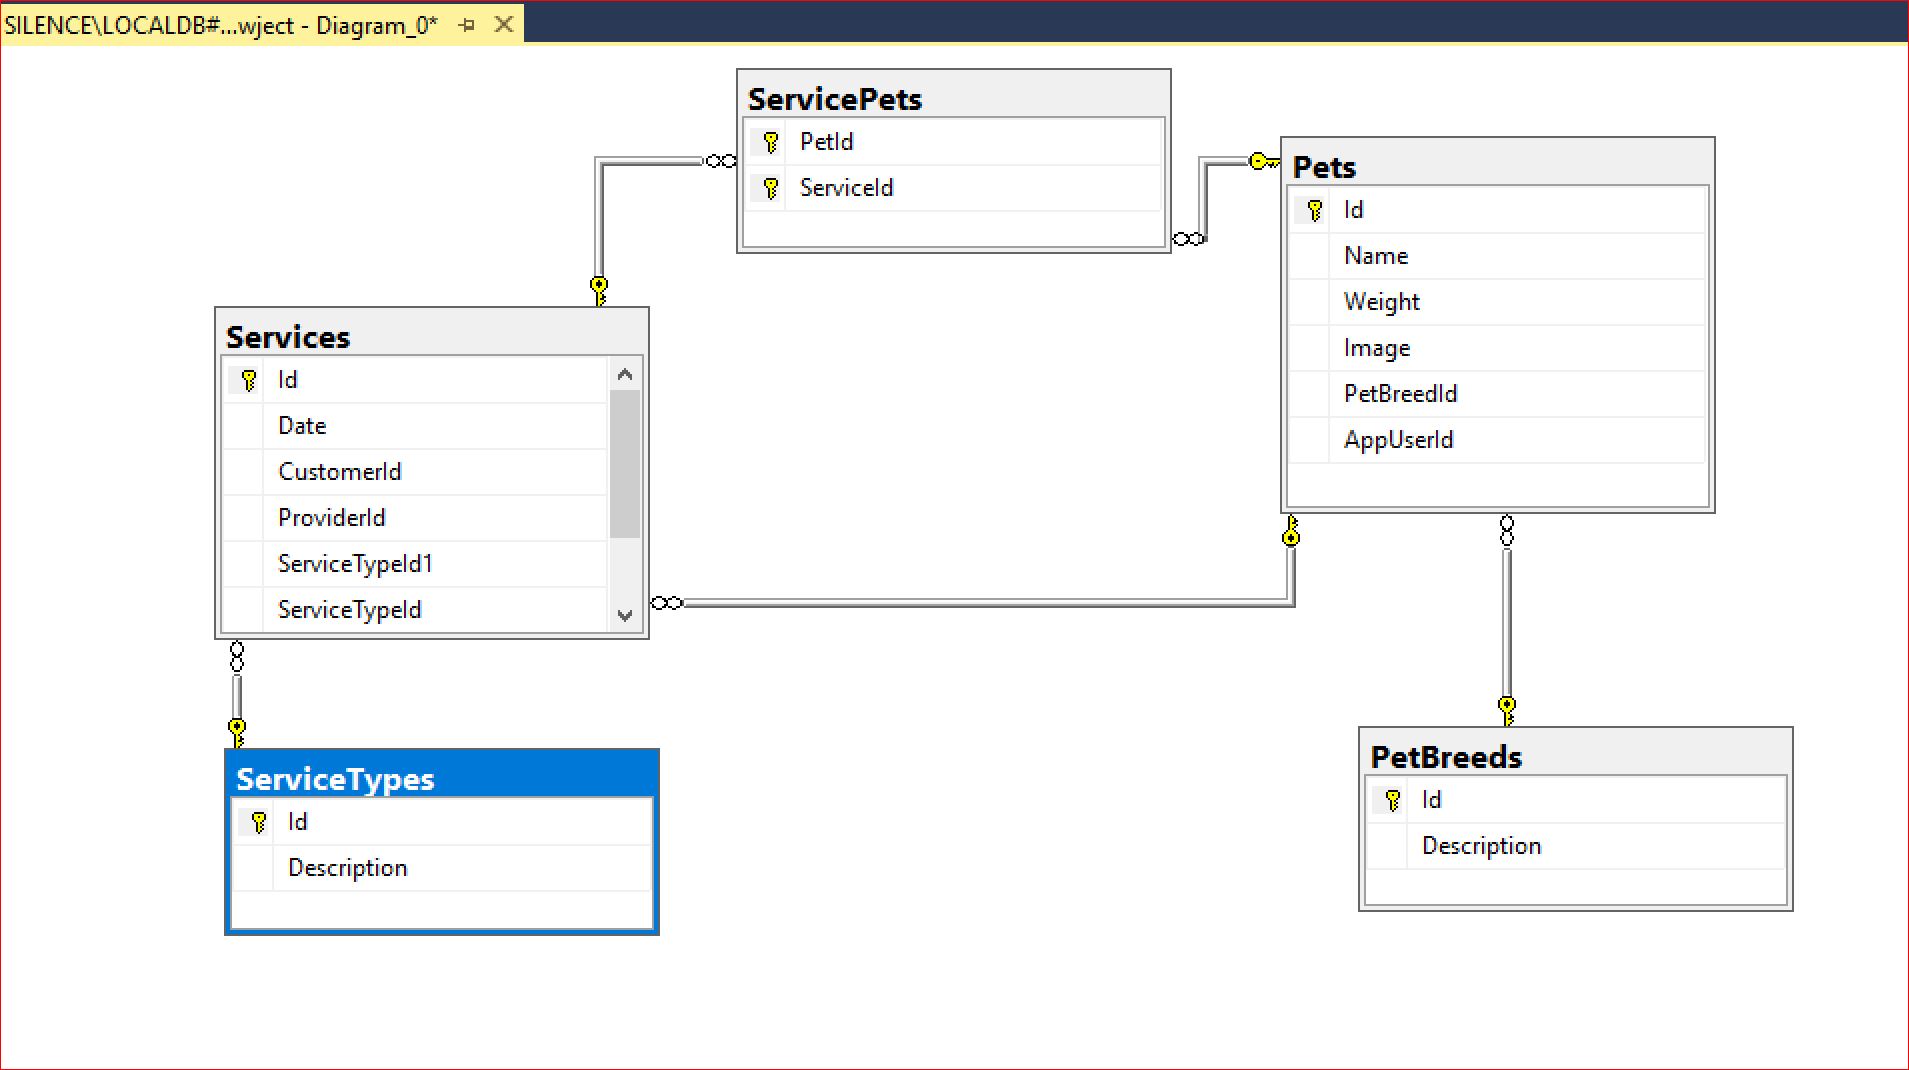 SILENCE\LOCALDB#...wject - Diagram_0*
ServicePets
PetId
ServiceId
Pets
Id
Name
Weight
Image
PetBreedId
AppUserId
Services
Id
Date
CustomerId
ProviderId
ServiceTypeId1
ServiceTypeId
ServiceTypes
Id
Description
PetBreeds
Id
Description